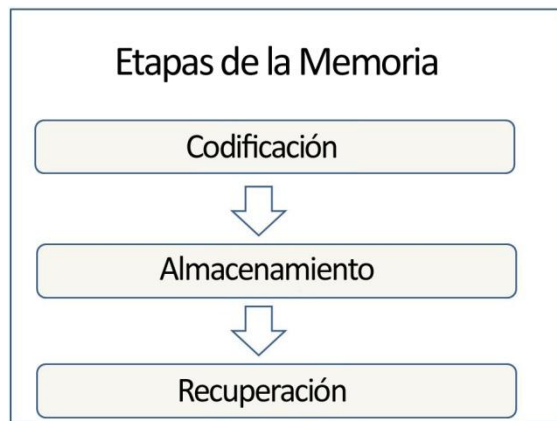 Etapas de la Memoria
Codificación
Almacenamiento
Recuperación